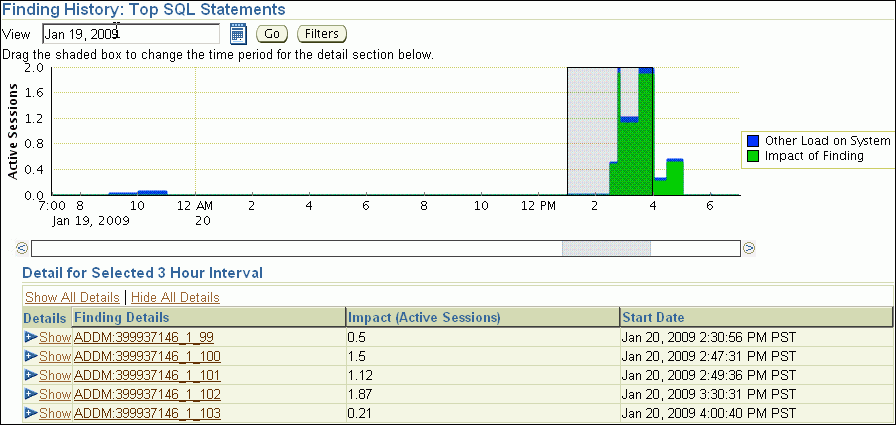 Finding History: Top SQL Statements
View Jan 19, 2009 Go Filters
Drag the shaded box to change the time period for the detail section below.
Active Sessions
2.0
1.6
1.2
0.8
0.4
0.0
7:00 8 10 12 AM 2 4 6 8 10 12 PM 2 4 6
Jan 19, 2009 20
Other Load on System
Impact of Finding
Detail for Selected 3 Hour Interval
Show All Details | Hide All Details
Details Finding Details Impact (Active Sessions) Start Date
Show ADDM:399937146_1_99 0.5 Jan 20, 2009 2:30:56 PM PST
Show ADDM:399937146_1_100 1.5 Jan 20, 2009 2:47:31 PM PST
Show ADDM:399937146_1_101 1.12 Jan 20, 2009 2:49:36 PM PST
Show ADDM:399937146_1_102 1.87 Jan 20, 2009 3:30:31 PM PST
Show ADDM:399937146_1_103 0.21 Jan 20, 2009 4:00:40 PM PST